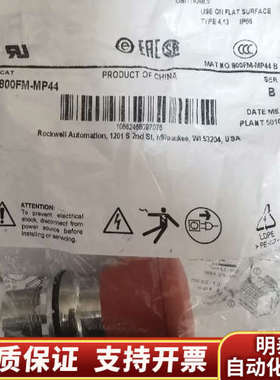 USE ON FLAT SURFACE
TYPE 4,13 IP66
CAT
PRODUCT OF CHINA
MAT NO 800FM-MP44 B
800FM-MP44
SER
B
DATE
PLANT
Rockwell Automation, 1201 S 2nd St, Milwaukee, WI 53204, USA
ATTENTION:
To prevent electrical
shock, disconnect
from power source
before installing
or servicing.
LDPE
质保证 支持开票
自动化